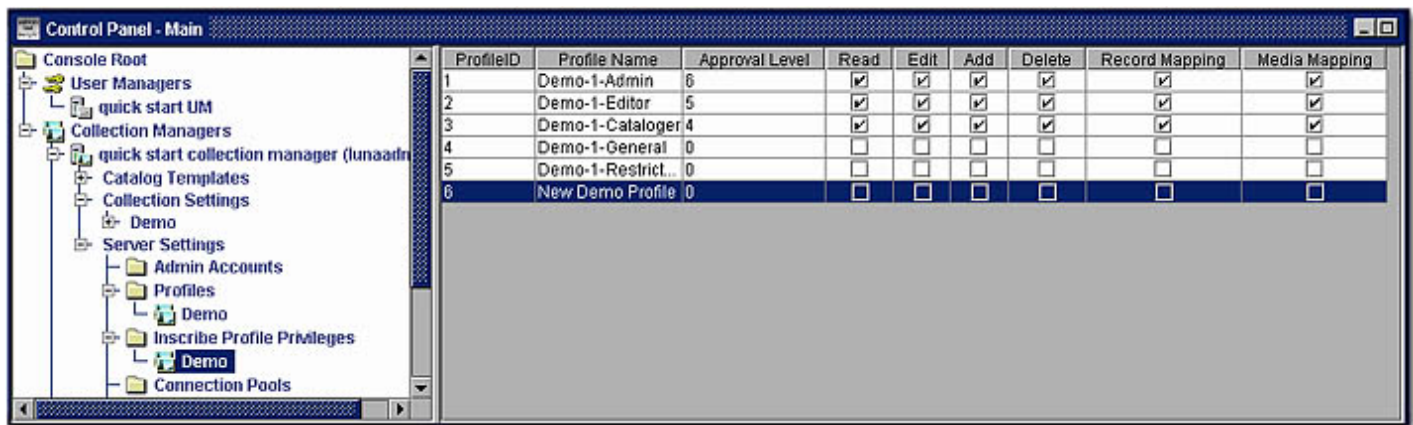 Control Panel - Main
Console Root
User Managers
quick start UM
Collection Managers
quick start collection manager (lunaadn
Catalog Templates
Collection Settings
Demo
Server Settings
Admin Accounts
Profiles
Demo
Inscribe Profile Privileges
Demo
Connection Pools
ProfileID Profile Name Approval Level Read Edit Add Delete Record Mapping Media Mapping
1 Demo-1-Admin 6
2 Demo-1-Editor 5
3 Demo-1-Cataloger 4
4 Demo-1-General 0
5 Demo-1-Restrict... 0
6 New Demo Profile 0